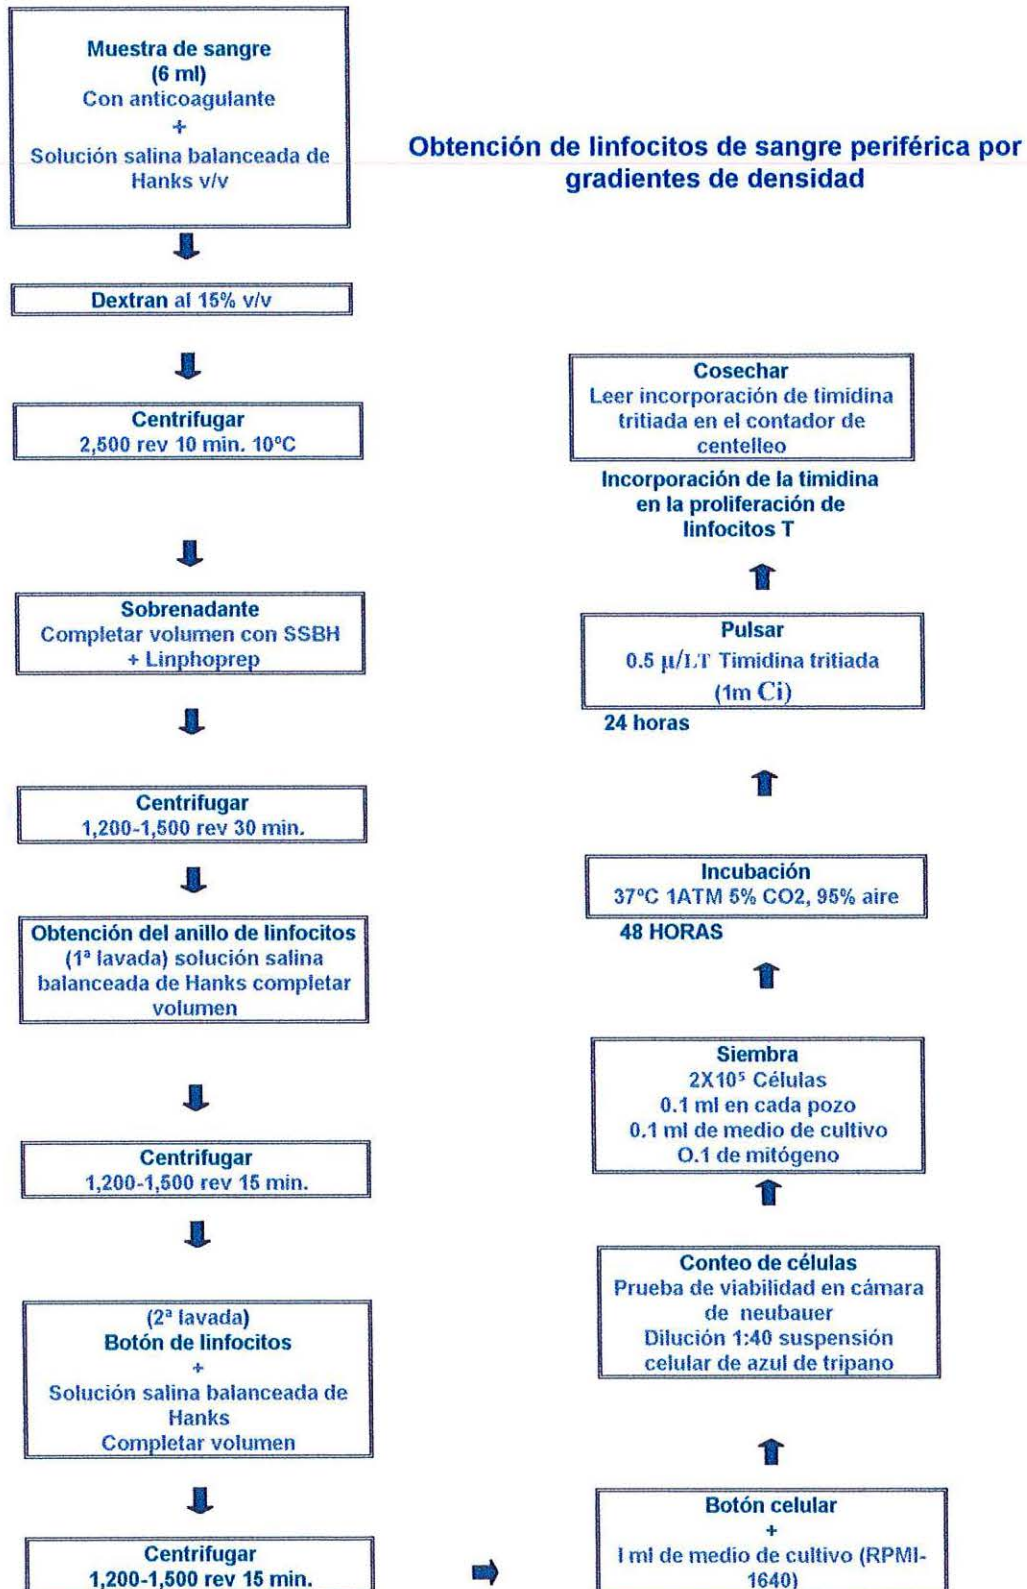 Obtención de linfocitos de sangre periférica por
gradientes de densidad
Muestra de sangre
(6 ml)
Con anticoagulante
+
Solución salina balanceada de
Hanks v/v
Dextran al 15% v/v
Centrifugar
2,500 rev 10 min. 10ºC
Sobrenadante
Completar volumen con SSBH
+ Linphoprep
Centrifugar
1,200-1,500 rev 30 min.
Obtención del anillo de linfocitos
(1ª lavada) solución salina
balanceada de Hanks completar
volumen
Centrifugar
1,200-1,500 rev 15 min.
(2ª lavada)
Botón de linfocitos
+
Solución salina balanceada de
Hanks
Completar volumen
Centrifugar
1,200-1,500 rev 15 min.
Botón celular
+
I ml de medio de cultivo (RPMI-
1640)
Conteo de células
Prueba de viabilidad en cámara
de neubauer
Dilución 1:40 suspensión
celular de azul de tripano
Siembra
2X10⁵ Células
0.1 ml en cada pozo
0.1 ml de medio de cultivo
O.1 de mitógeno
Incubación
37ºC 1ATM 5% CO2, 95% aire
48 HORAS
Pulsar
0.5 µ/LT Timidina tritiada
(1m Ci)
24 horas
Cosechar
Leer incorporación de timidina
tritiada en el contador de
centelleo
Incorporación de la timidina
en la proliferación de
linfocitos T